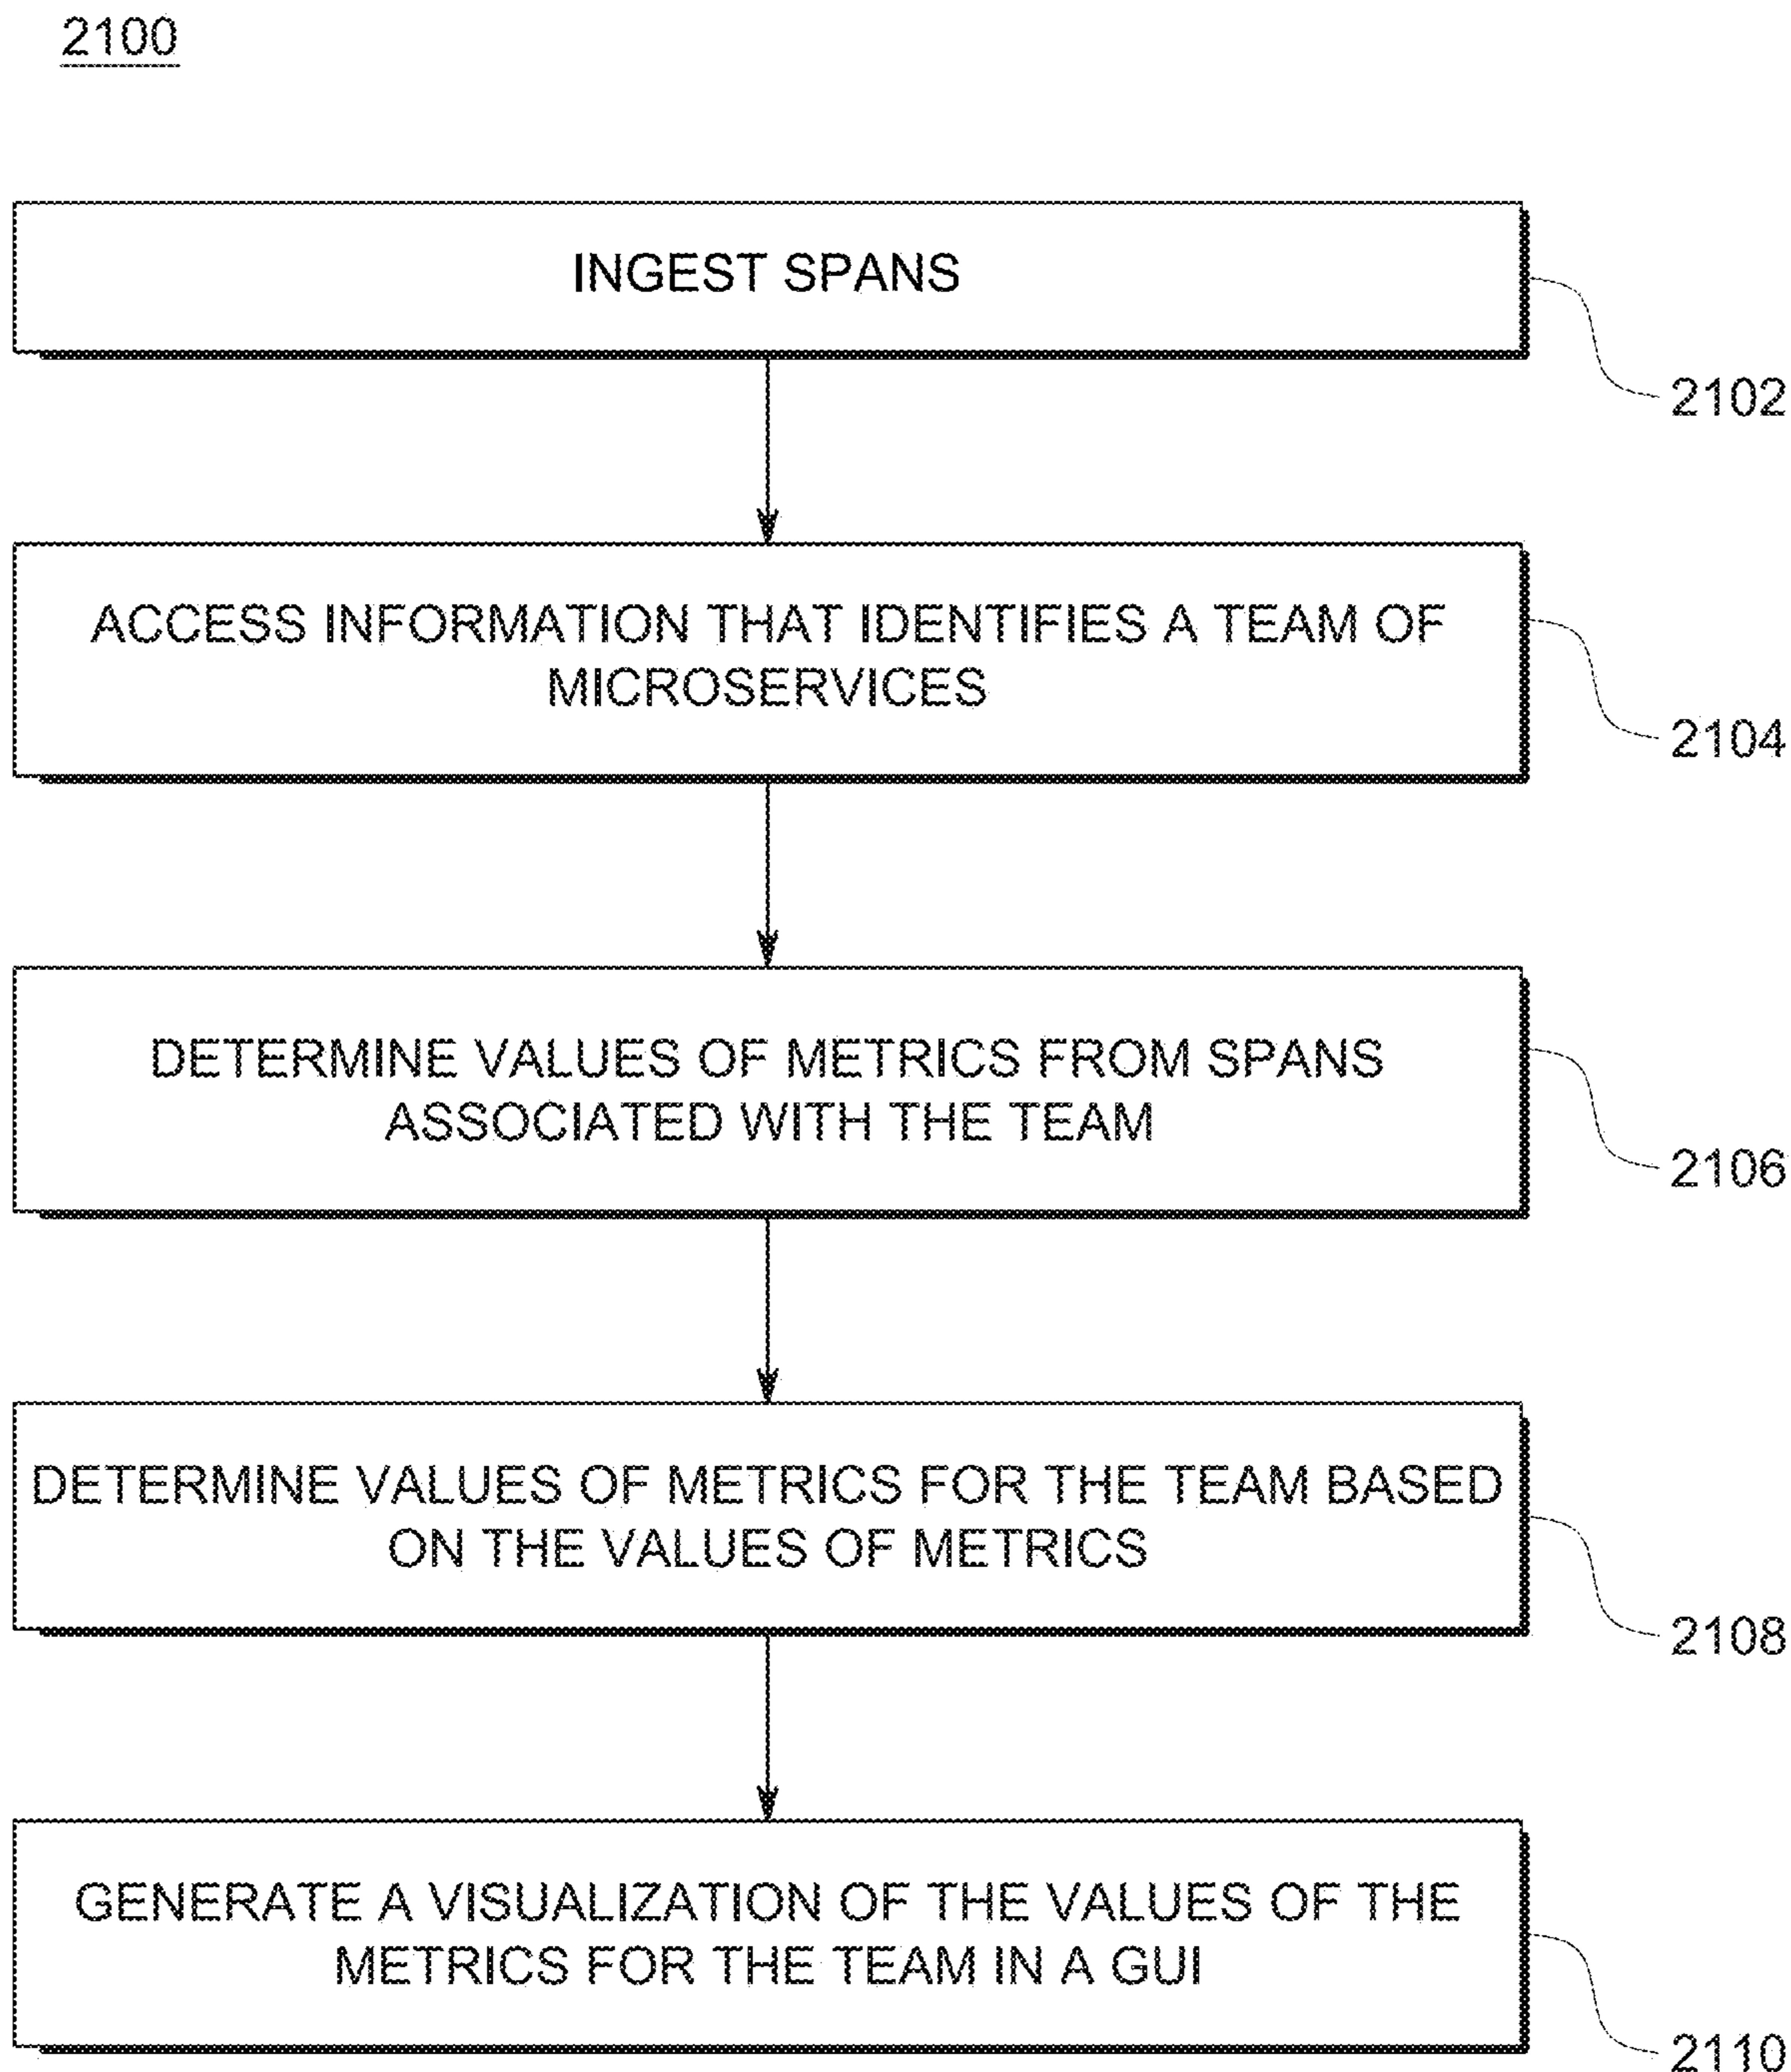 2100
INGEST SPANS
2102
ACCESS INFORMATION THAT IDENTIFIES A TEAM OF
MICROSERVICES
2104
DETERMINE VALUES OF METRICS FROM SPANS
ASSOCIATED WITH THE TEAM
2106
DETERMINE VALUES OF METRICS FOR THE TEAM BASED
ON THE VALUES OF METRICS
2108
GENERATE A VISUALIZATION OF THE VALUES OF THE
METRICS FOR THE TEAM IN A GUI
2110